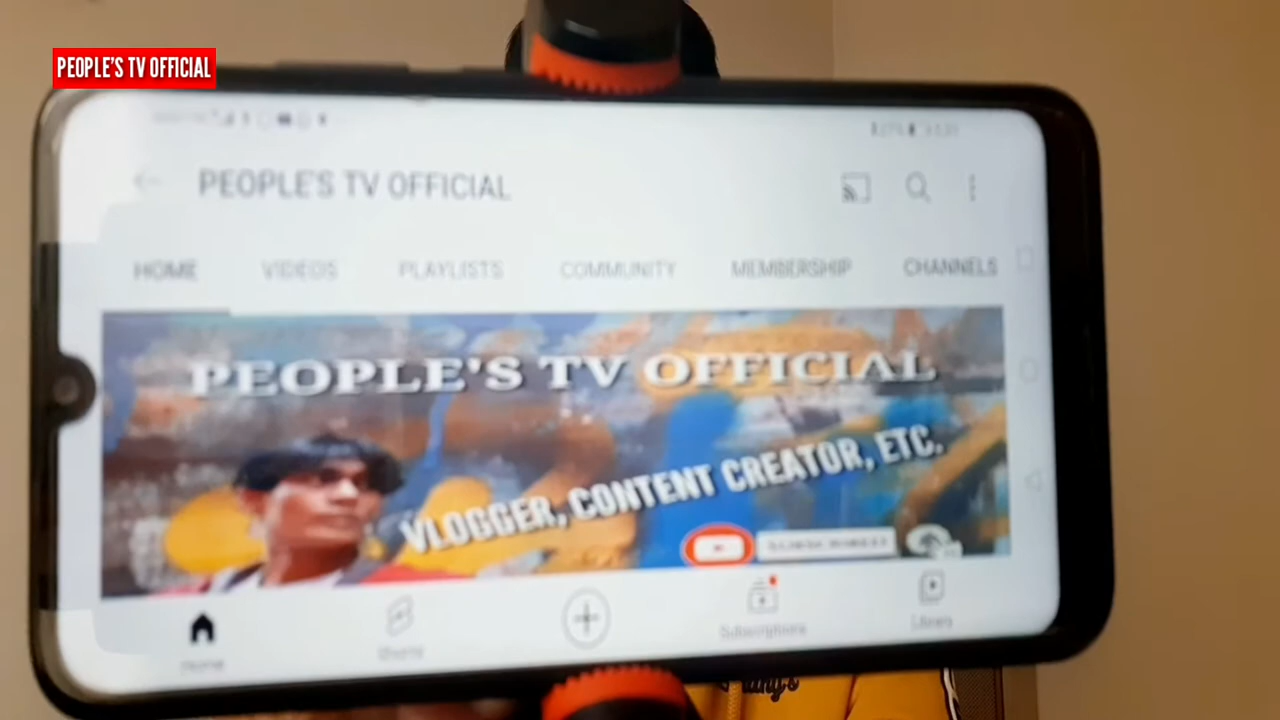 PEOPLE'S TV OFFICIAL
PEOPLE'S TV OFFICIAL
HOME VIDEOS PLAYLISTS COMMUNITY MEMBERSHIP CHANNELS
PEOPLE'S TV OFFICIAL
VLOGGER, CONTENT CREATOR, ETC.
Home Shorts Subscriptions Library